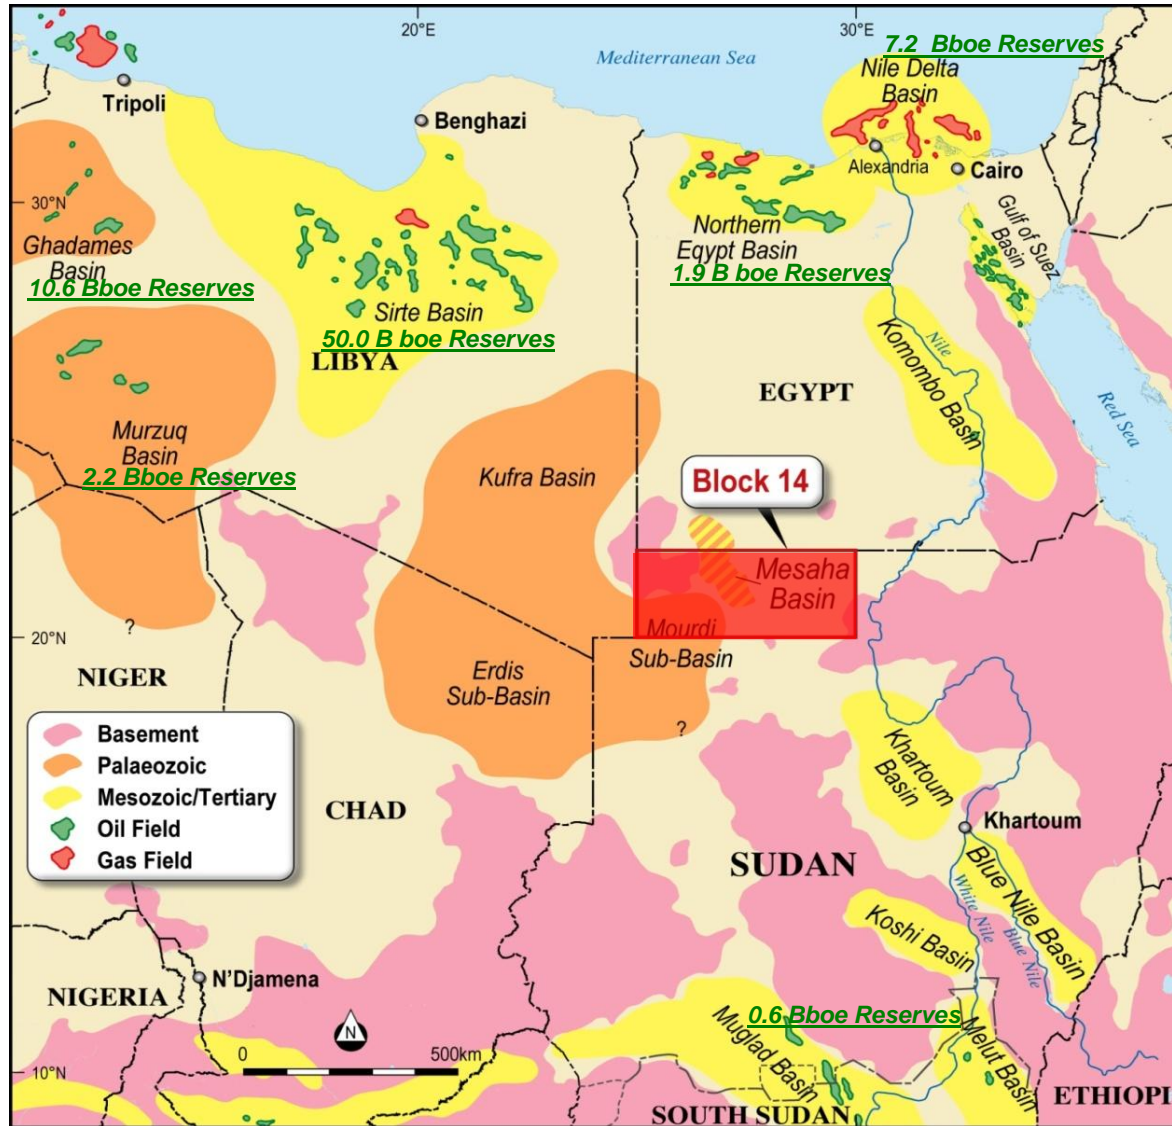 20°E
30°E
7.2 Bboe Reserves
Mediterranean Sea
Nile Delta
Basin
Tripoli
Benghazi
Alexandria
Cairo
30°N
Ghadames
Basin
10.6 Bboe Reserves
Northern
Eqypt Basin
1.9 B boe Reserves
Gulf of Suez
Basin
Sirte Basin
50.0 B boe Reserves
LIBYA
Nile
Komombo Basin
EGYPT
Red Sea
Murzuq
Basin
2.2 Bboe Reserves
Kufra Basin
Block 14
Mesaha
Basin
?
20°N
Mourdi
Sub-Basin
NIGER
Erdis
Sub-Basin
?
Basement
Palaeozoic
Mesozoic/Tertiary
Oil Field
Gas Field
CHAD
Khartoum
Basin
Khartoum
SUDAN
Blue Nile Basin
White Nile
Blue Nile
Koshi Basin
N'Djamena
NIGERIA
N
0.6 Bboe Reserves
0
500km
Muglad Basin
Melut Basin
10°N
ETHIOPI
SOUTH SUDAN